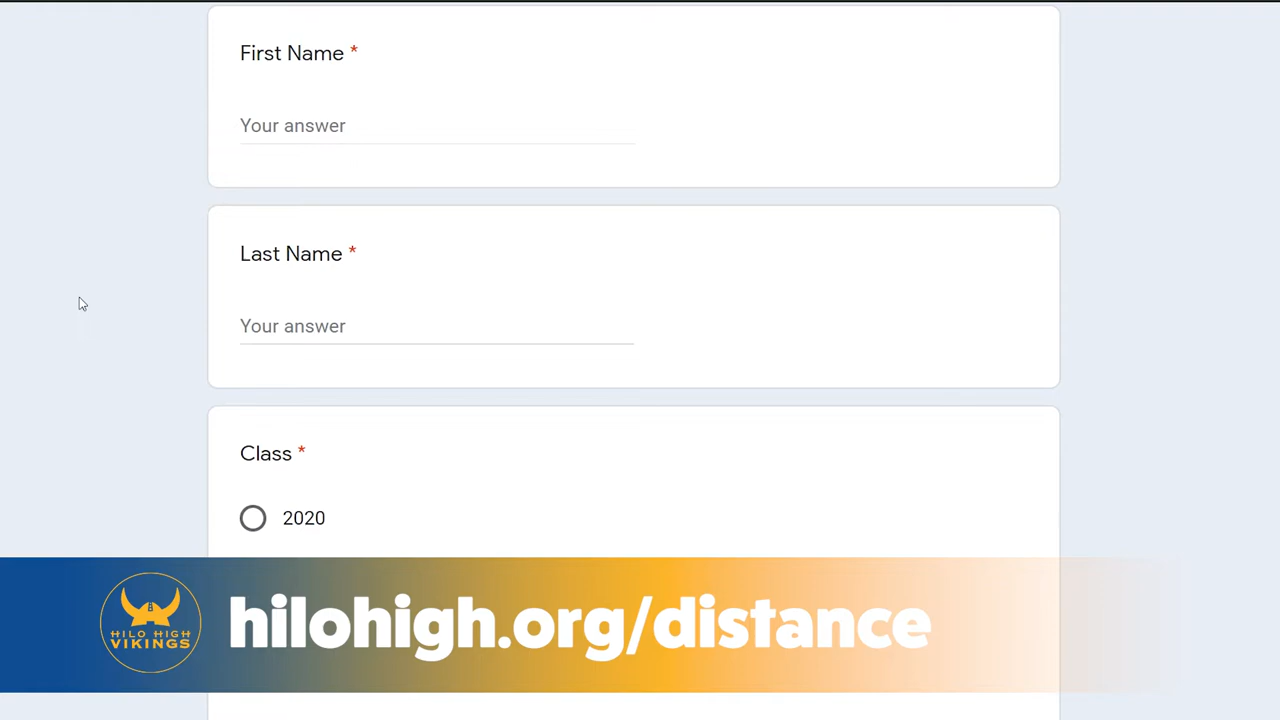 First Name *
Your answer
Last Name *
Your answer
Class *
2020
HILO HIGH
VIKINGS
hilohigh.org/distance